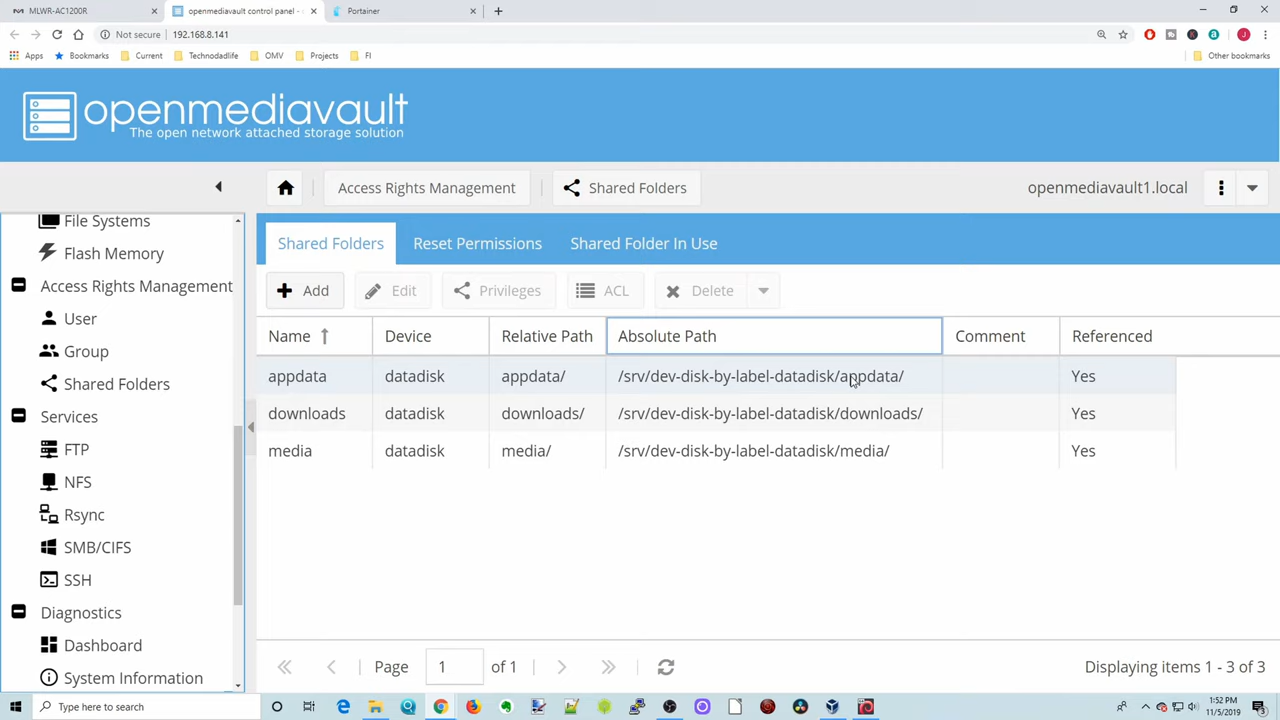 MLWR-AC1200R
openmediavault control panel -
Portainer
Not secure
192.168.8.141
Apps
Bookmarks
Current
Technodadlife
OMV
Projects
FI
Other bookmarks
openmediavault
The open network attached storage solution
Access Rights Management
Shared Folders
openmediavault1.local
File Systems
Flash Memory
Access Rights Management
User
Group
Shared Folders
Services
FTP
NFS
Rsync
SMB/CIFS
SSH
Diagnostics
Dashboard
System Information
Shared Folders
Reset Permissions
Shared Folder In Use
Add
Edit
Privileges
ACL
Delete
Name Device Relative Path Absolute Path Comment Referenced
appdata datadisk appdata/ /srv/dev-disk-by-label-datadisk/appdata/ Yes
downloads datadisk downloads/ /srv/dev-disk-by-label-datadisk/downloads/ Yes
media datadisk media/ /srv/dev-disk-by-label-datadisk/media/ Yes
Page 1 of 1
Displaying items 1 - 3 of 3
Type here to search
1:52 PM
11/5/2019